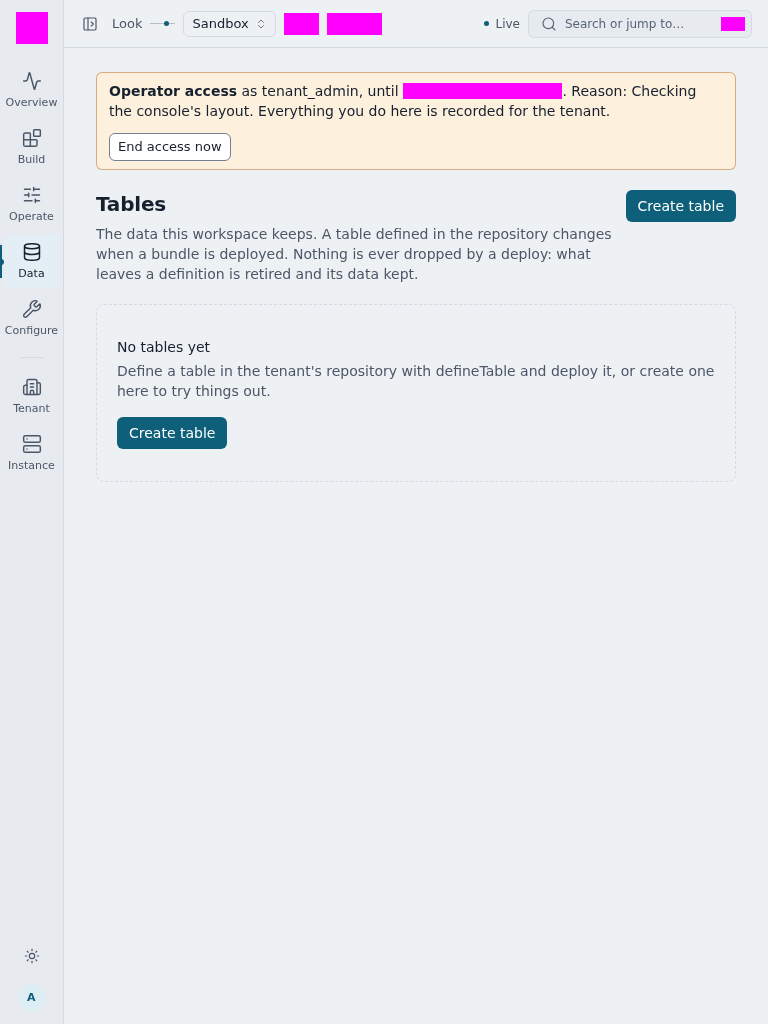 Look
Sandbox
Live
Search or jump to…
Overview
Build
Operate
Data
Configure
Tenant
Instance
A
Operator access as tenant_admin, until . Reason: Checking
the console's layout. Everything you do here is recorded for the tenant.
End access now
Tables
Create table
The data this workspace keeps. A table defined in the repository changes
when a bundle is deployed. Nothing is ever dropped by a deploy: what
leaves a definition is retired and its data kept.
No tables yet
Define a table in the tenant's repository with defineTable and deploy it, or create one
here to try things out.
Create table